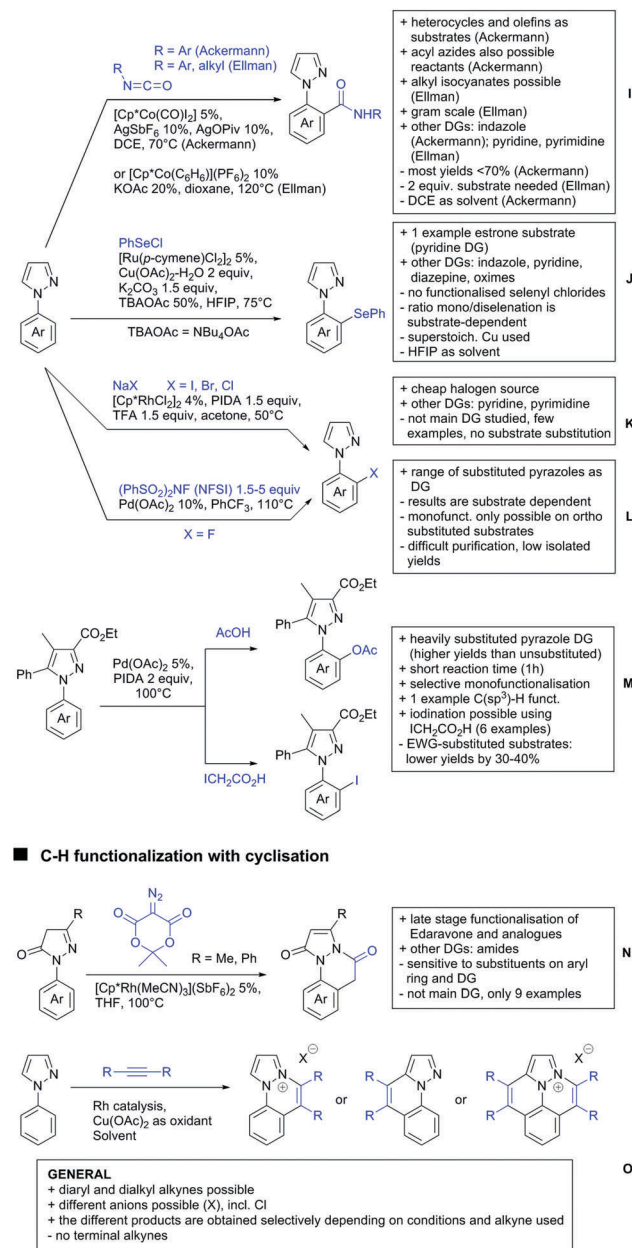 R = Ar (Ackermann)
R = Ar, alkyl (Ellman)
R
N=C=O
[Cp*Co(CO)I2] 5%,
AgSbF6 10%, AgOPiv 10%,
DCE, 70°C (Ackermann)
or [Cp*Co(C6H6)](PF6)2 10%
KOAc 20%, dioxane, 120°C (Ellman)
N
N
O
NHR
Ar
+ heterocycles and olefins as
substrates (Ackermann)
+ acyl azides also possible
reactants (Ackermann)
+ alkyl isocyanates possible
(Ellman)
+ gram scale (Ellman)
+ other DGs: indazole
(Ackermann); pyridine, pyrimidine
(Ellman)
- most yields <70% (Ackermann)
- 2 equiv. substrate needed (Ellman)
- DCE as solvent (Ackermann)
I
N
N
Ar
PhSeCl
[Ru(p-cymene)Cl2]2 5%,
Cu(OAc)2-H2O 2 equiv,
K2CO3 1.5 equiv,
TBAOAc 50%, HFIP, 75°C
TBAOAc = NBu4OAc
N
N
SePh
Ar
+ 1 example estrone substrate
(pyridine DG)
+ other DGs: indazole, pyridine,
diazepine, oximes
- no functionalised selenyl chlorides
- ratio mono/diselenation is
substrate-dependent
- superstoich. Cu used
- HFIP as solvent
J
NaX X = I, Br, Cl
[Cp*RhCl2]2 4%, PIDA 1.5 equiv,
TFA 1.5 equiv, acetone, 50°C
+ cheap halogen source
+ other DGs: pyridine, pyrimidine
- not main DG studied, few
examples, no substrate substitution
K
N
N
X
Ar
(PhSO2)2NF (NFSI) 1.5-5 equiv
Pd(OAc)2 10%, PhCF3, 110°C
X = F
+ range of substituted pyrazoles as
DG
- results are substrate dependent
- monofunct. only possible on ortho
substituted substrates
- difficult purification, low isolated
yields
L
CO2Et
Ph
N
N
Ar
Pd(OAc)2 5%,
PIDA 2 equiv,
100°C
AcOH
ICH2CO2H
CO2Et
Ph
N
N
OAc
Ar
CO2Et
Ph
N
N
I
Ar
+ heavily substituted pyrazole DG
(higher yields than unsubstituted)
+ short reaction time (1h)
+ selective monofunctionalisation
+ 1 example C(sp3)-H funct.
+ iodination possible using
ICH2CO2H (6 examples)
- EWG-substituted substrates:
lower yields by 30-40%
M
C-H functionalization with cyclisation
R
O
N
N
Ar
N2
O
O
O
O
R = Me, Ph
[Cp*Rh(MeCN)3](SbF6)2 5%,
THF, 100°C
R
O
N
N
O
Ar
+ late stage functionalisation of
Edaravone and analogues
+ other DGs: amides
- sensitive to substituents on aryl
ring and DG
- not main DG, only 9 examples
N
N
N
R
R
Rh catalysis,
Cu(OAc)2 as oxidant
Solvent
X⊖
N
N
⊕
R
R
or
R
R
N
N
or
X⊖
R
R
N
N
⊕
R
R
O
GENERAL
+ diaryl and dialkyl alkynes possible
+ different anions possible (X), incl. Cl
+ the different products are obtained selectively depending on conditions and alkyne used
- no terminal alkynes